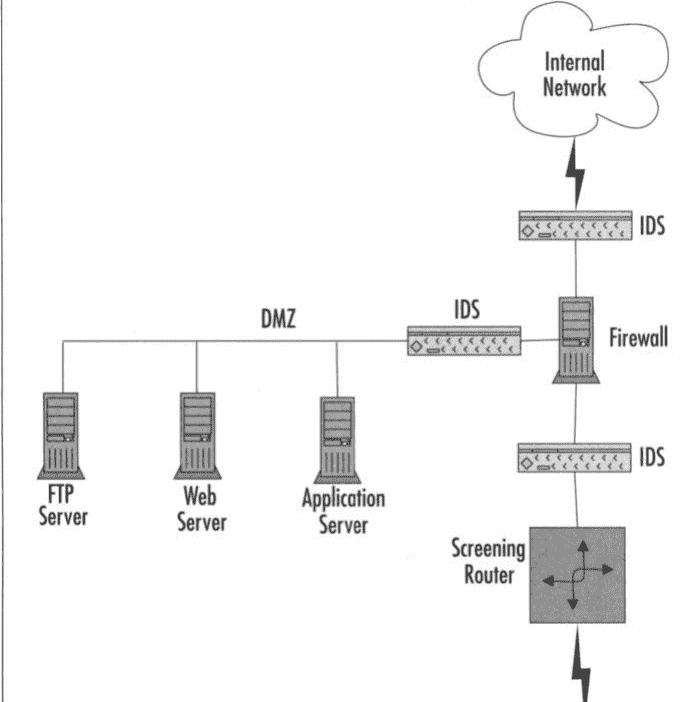 Internal
Network
IDS
DMZ
IDS
Firewall
FTP
Server
Web
Server
Application
Server
IDS
Screening
Router